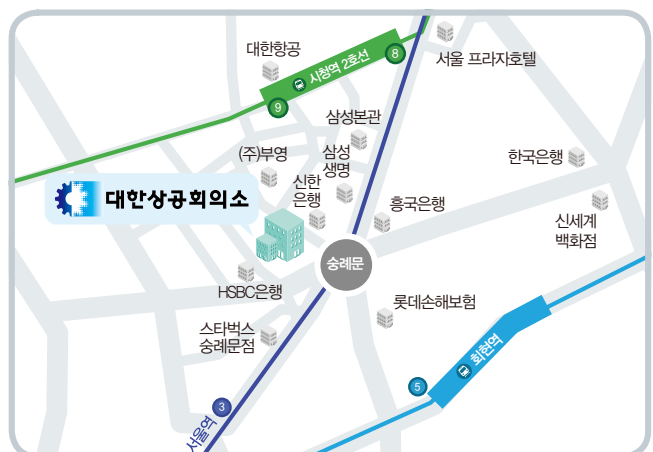 대한항공
시청역 2호선
8
9
서울 프라자호텔
삼성본관
(주)부영
삼성
생명
한국은행
신한
은행
대한상공회의소
흥국은행
신세계
백화점
숭례문
HSBC은행
롯데손해보험
스타벅스
숭례문점
회현역
5
3
서울역